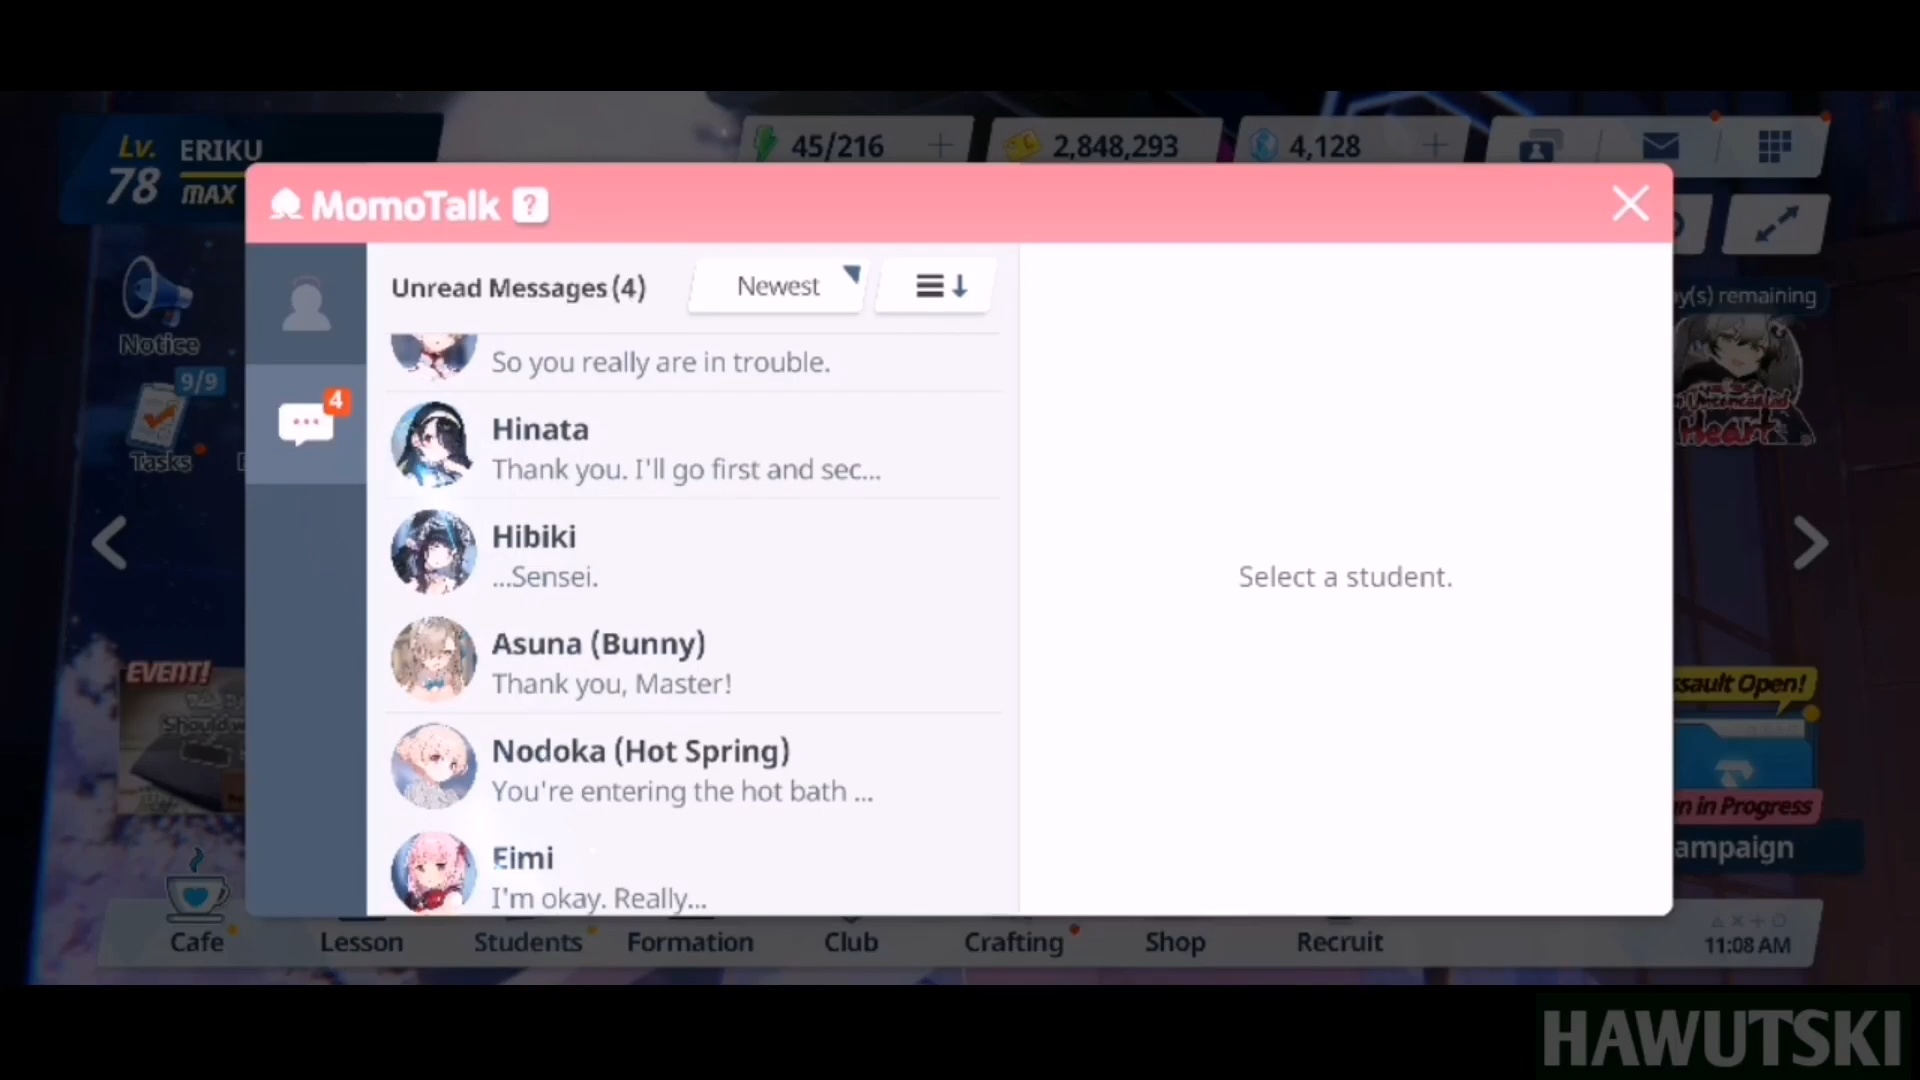 Lv. ERIKU
78 MAX
45/216
2,848,293
4,128
MomoTalk ?
Unread Messages (4)
Newest
So you really are in trouble.
Hinata
Thank you. I'll go first and sec...
Hibiki
...Sensei.
Asuna (Bunny)
Thank you, Master!
Nodoka (Hot Spring)
You're entering the hot bath ...
Eimi
I'm okay. Really...
Select a student.
4
Notice
9/9
Tasks
EVENT!
y(s) remaining
Heart
ssault Open!
n in Progress
ampaign
Cafe
Lesson
Students
Formation
Club
Crafting
Shop
Recruit
11:08 AM
HAWUTSKI